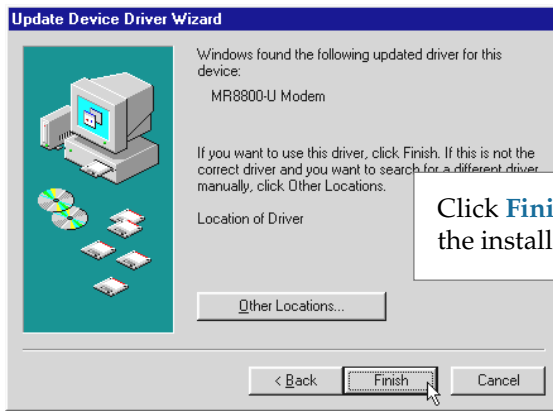 Update Device Driver Wizard
Windows found the following updated driver for this
device:
MR8800-U Modem
If you want to use this driver, click Finish. If this is not the
correct driver and you want to search for a different driver
manually, click Other Locations.
Location of Driver
Click
the install
Other Locations...
< Back
Finish
Cancel